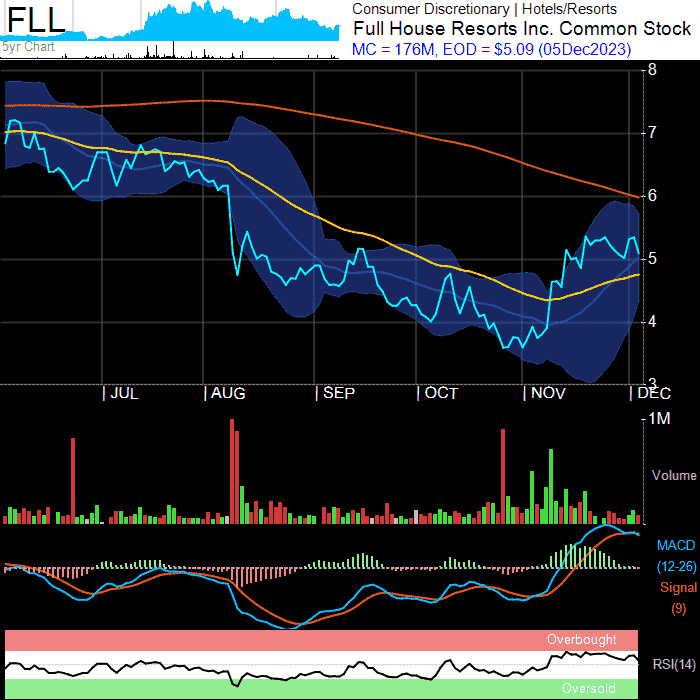 FLL
5yr Chart
Consumer Discretionary | Hotels/Resorts
Full House Resorts Inc. Common Stock
MC = 176M, EOD = $5.09 (05Dec2023)
8
7
6
5
4
3
| JUL | AUG | SEP | OCT | NOV | DEC
1M
Volume
MACD
(12-26)
Signal
(9)
Overbought
RSI(14)
Oversold